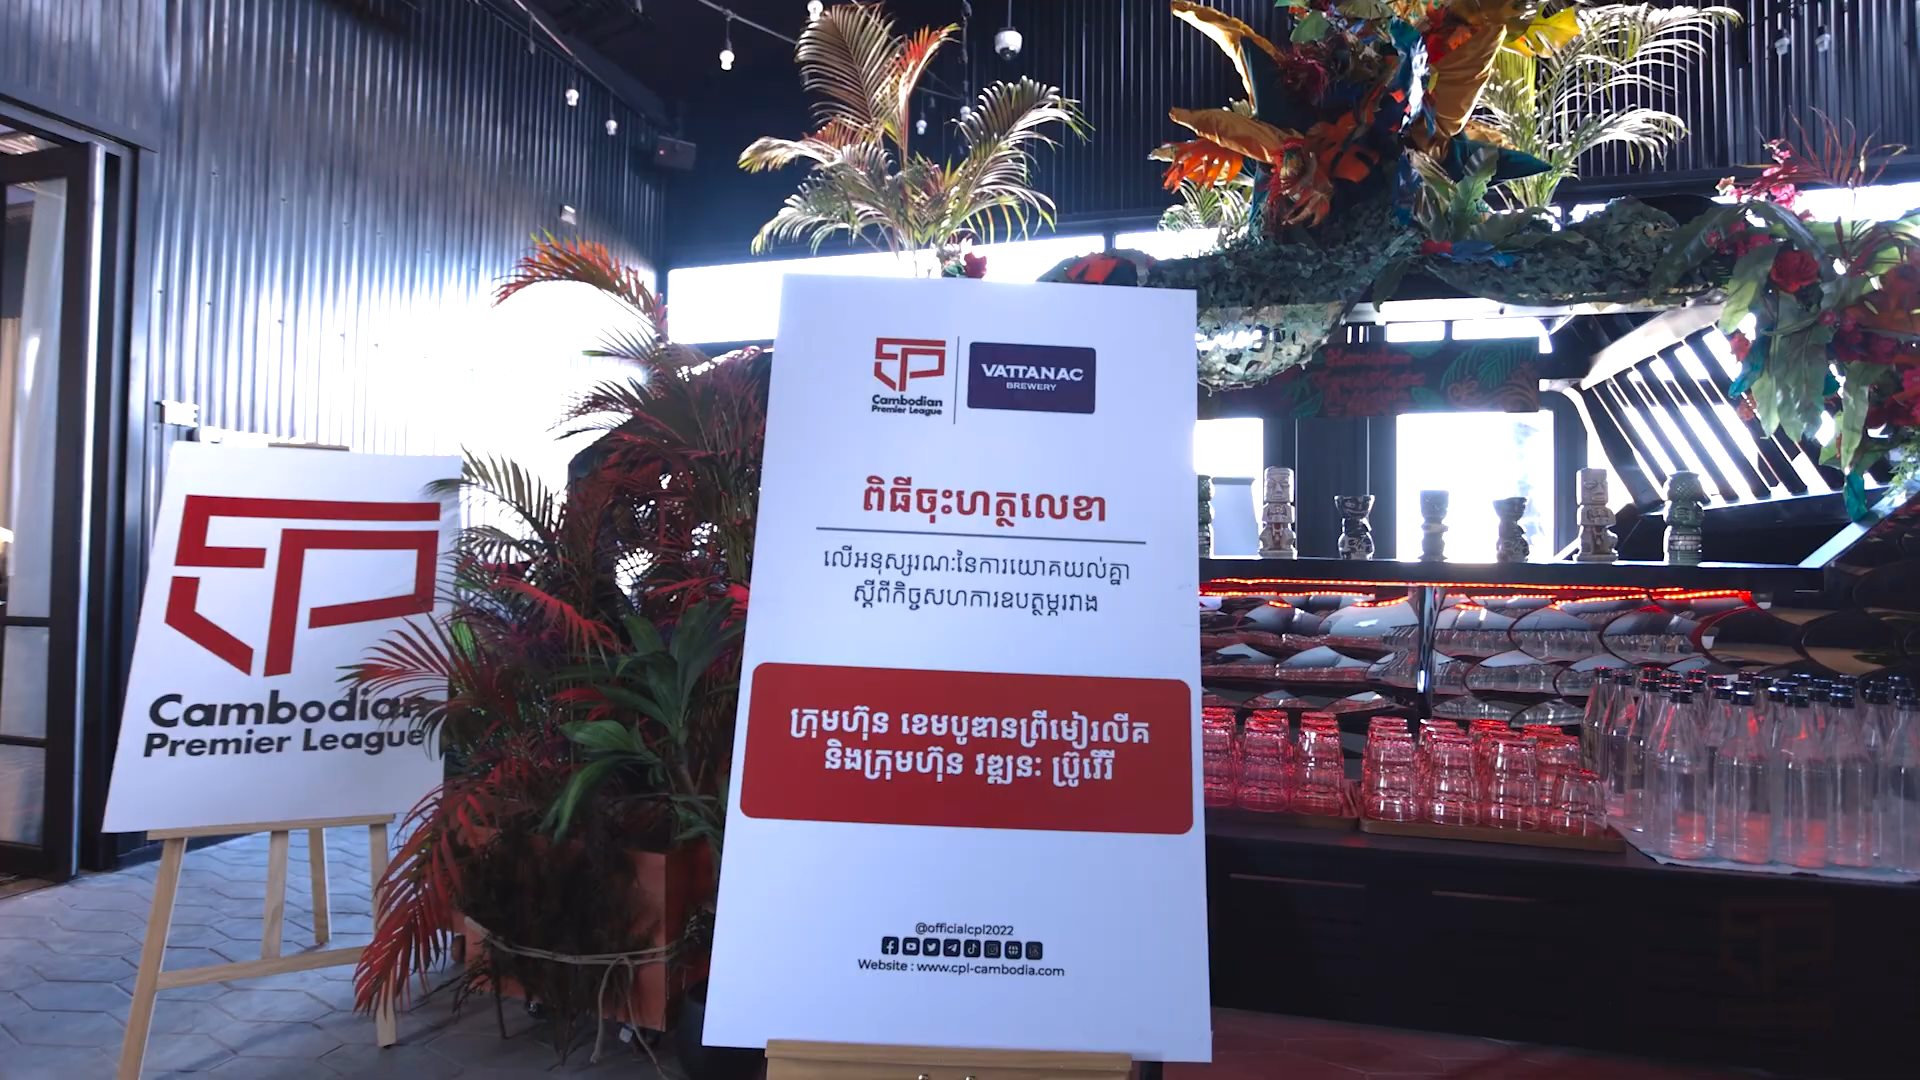 Cambodian
Premier League
Cambodian
Premier League
VATTANAC
BREWERY
ពិធីចុះហត្ថលេខា
លើអនុស្សរណៈនៃការយោគយល់គ្នា
ស្តីពីកិច្ចសហការឧបត្ថម្ភរវាង
ក្រុមហ៊ុន ខេមបូឌានព្រីមៀរលីគ
និងក្រុមហ៊ុន វឌ្ឍនៈ ប្រ៊ូវើរី
@officialcpl2022
Website : www.cpl-cambodia.com